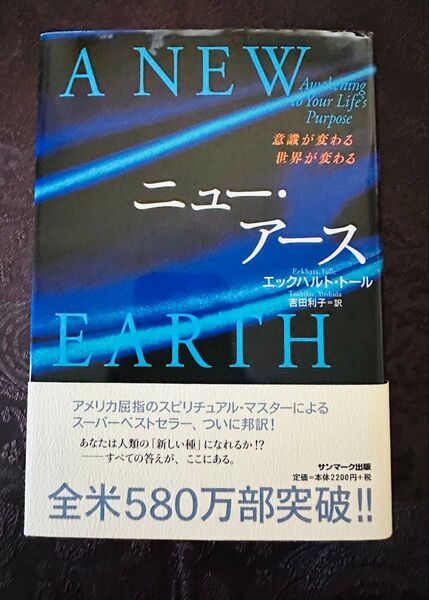 A NEW
Awakening
to Your Life's
Purpose
意識が変わる
世界が変わる
ニュー・
アース
Eckhart Tolle
エックハルト・トール
Toshiko Yoshida
吉田利子=訳
EARTH
アメリカ屈指のスピリチュアル・マスターによる
スーパーベストセラー、ついに邦訳!
あなたは人類の「新しい種」になれるか!?
――すべての答えが、ここにある。
サンマーク出版
定価=本体2200円+税
全米580万部突破!!